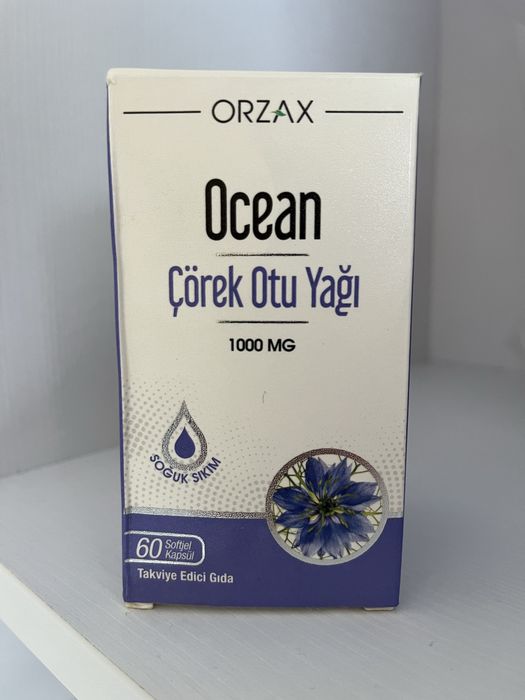 ORZAX
Ocean
Çörek Otu Yağı
1000 MG
SOĞUK SIKIM
60 Softjel
Kapsül
Takviye Edici Gıda